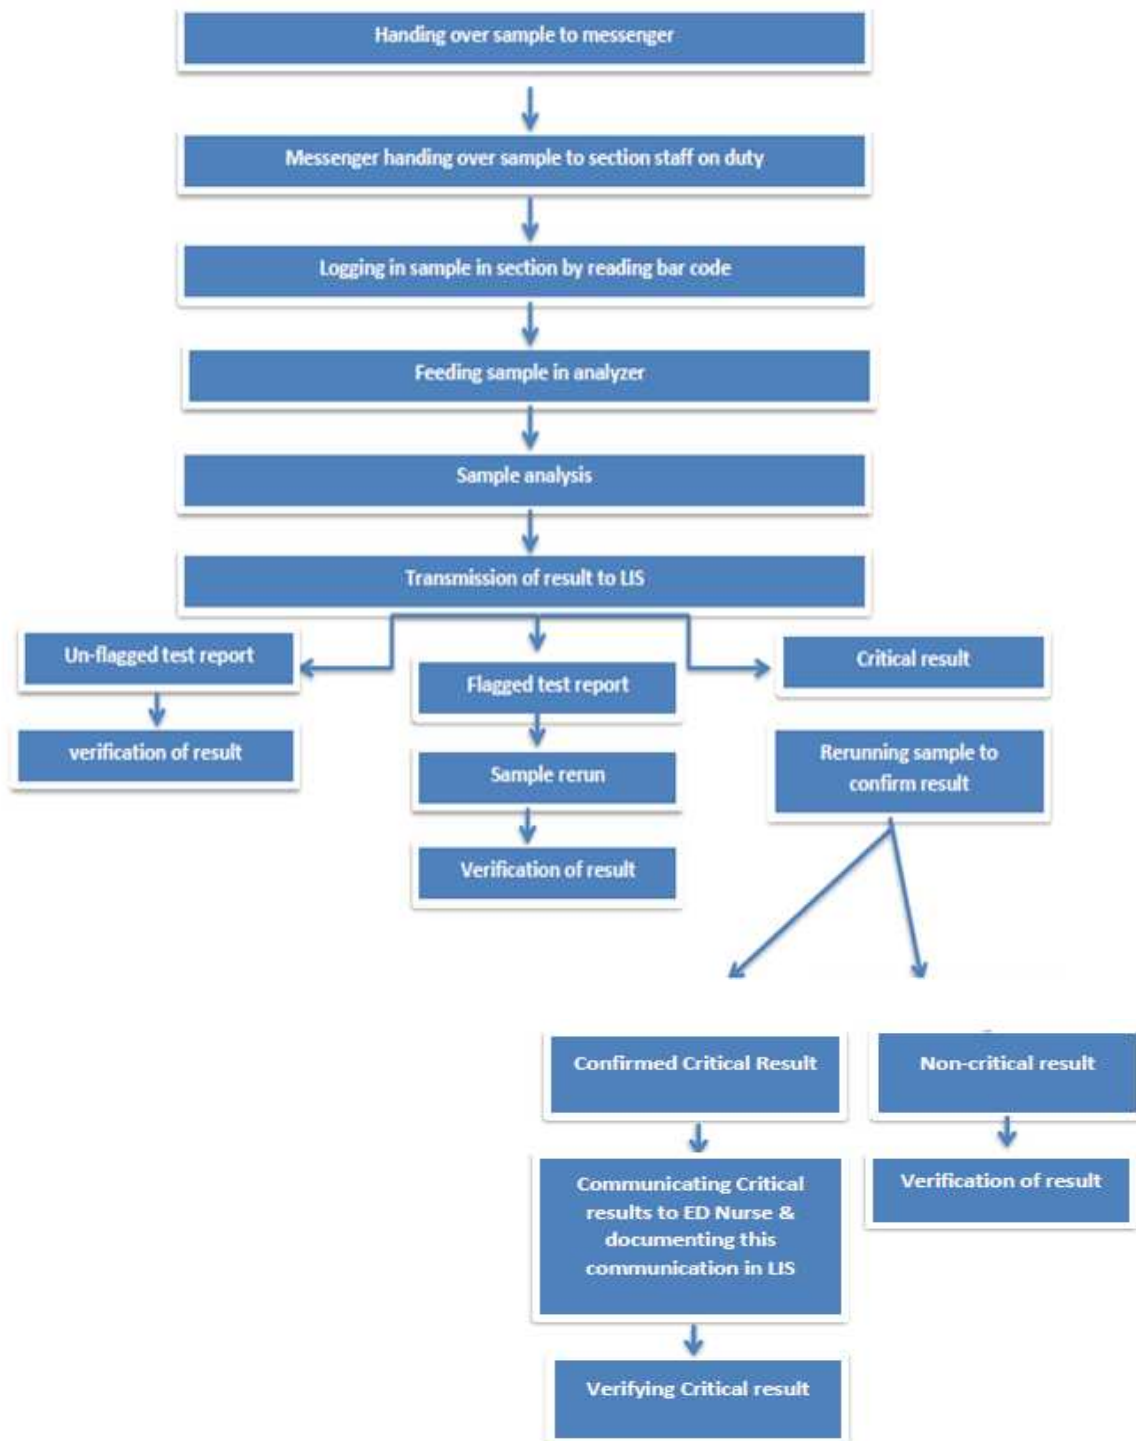 Handing over sample to messenger
Messenger handing over sample to section staff on duty
Logging in sample in section by reading bar code
Feeding sample in analyzer
Sample analysis
Transmission of result to LIS
Un-flagged test report
verification of result
Flagged test report
Sample rerun
Verification of result
Critical result
Rerunning sample to
confirm result
Confirmed Critical Result
Communicating Critical
results to ED Nurse &
documenting this
communication in LIS
Verifying Critical result
Non-critical result
Verification of result